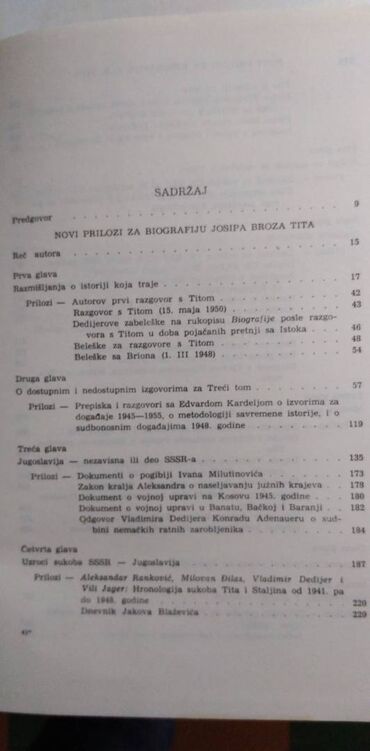 SADRŽAJ
Predgovor . . . . . . . . . . 9
NOVI PRILOZI ZA BIOGRAFIJU JOSIPA BROZA TITA
Reč autora . . . . . . . . . . 15
Prva glava
Razmišljanja o istoriji koja traje . . . . . . . . . . 17
Prilozi — Autorov prvi razgovor s Titom . . . . . . . . . . 42
Razgovor s Titom (15. maja 1950) . . . . . . . . . . 43
Dedijerove zabeleške na rukopisu Biografije posle razgo-
vora s Titom u doba pojačanih pretnji sa Istoka . . . 46
Beleške za razgovore s Titom . . . . . . . . . . 48
Beleške sa Briona (1. III 1948) . . . . . . . . . . 54
Druga glava
O dostupnim i nedostupnim izgovorima za Treći tom . . . . . . . . 57
Prilozi — Prepiska i razgovori sa Edvardom Kardeljom o izvorima za
događaje 1945—1955, o metodologiji savremene istorije, i o
sudbonosnim događajima 1948. godine . . . . . . . . 119
Treća glava
Jugoslavija — nezavisna ili deo SSSR-a . . . . . . . . . . 135
Prilozi — Dokumenti o pogibiji Ivana Milutinovića . . . . . . . . 173
Zakon kralja Aleksandra o naseljavanju južnih krajeva . 178
Dokument o vojnoj upravi na Kosovu 1945. godine . . . 180
Dokument o vojnoj upravi u Banatu, Bačkoj i Baranji . 182
Odgovor Vladimira Dedijera Konradu Adenaueru o sud-
bini nemačkih ratnih zarobljenika . . . . . . . . 184
Četvrta glava
Uzroci sukoba SSSR — Jugoslavija . . . . . . . . . . 187
Prilozi — Aleksandar Ranković, Milovan Đilas, Vladimir Dedijer i
Vili Jager: Hronologija sukoba Tita i Staljina od 1941. pa
do 1948. godine . . . . . . . . . . 220
Dnevnik Jakova Blaževića . . . . . . . . . . 229